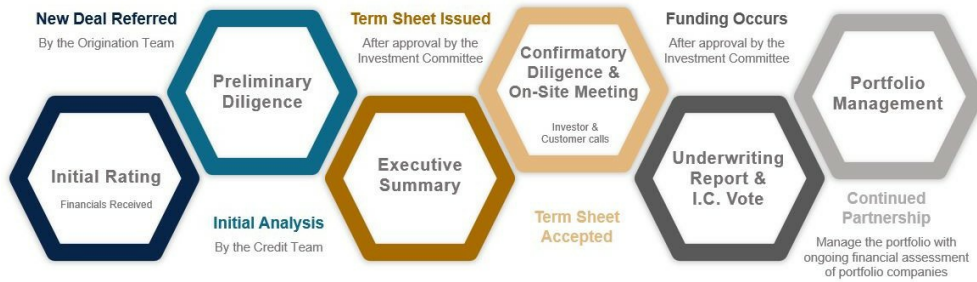 New Deal Referred
By the Origination Team
Initial Rating
Financials Received
Preliminary
Diligence
Initial Analysis
By the Credit Team
Term Sheet Issued
After approval by the
Investment Committee
Executive
Summary
Confirmatory
Diligence &
On-Site Meeting
Investor &
Customer calls
Term Sheet
Accepted
Funding Occurs
After approval by the
Investment Committee
Underwriting
Report &
I.C. Vote
Portfolio
Management
Continued
Partnership
Manage the portfolio with
ongoing financial assessment
of portfolio companies